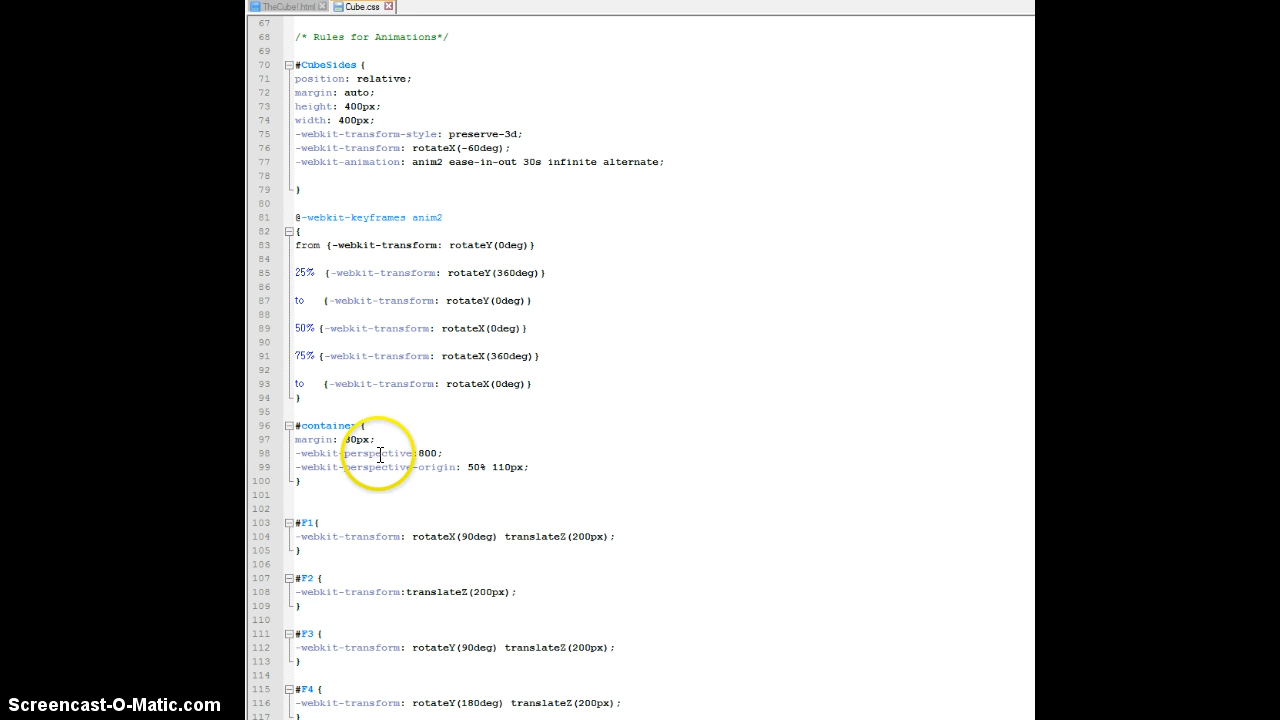 TheCube!.html Cube.css
67
68 /* Rules for Animations*/
69
70 #CubeSides {
71 position: relative;
72 margin: auto;
73 height: 400px;
74 width: 400px;
75 -webkit-transform-style: preserve-3d;
76 -webkit-transform: rotateX(-60deg);
77 -webkit-animation: anim2 ease-in-out 30s infinite alternate;
78
79 }
80
81 @-webkit-keyframes anim2
82 {
83 from {-webkit-transform: rotateY(0deg)}
84
85 25% {-webkit-transform: rotateY(360deg)}
86
87 to {-webkit-transform: rotateY(0deg)}
88
89 50% {-webkit-transform: rotateX(0deg)}
90
91 75% {-webkit-transform: rotateX(360deg)}
92
93 to {-webkit-transform: rotateX(0deg)}
94 }
95
96 #container {
97 margin: 80px;
98 -webkit-perspective:800;
99 -webkit-perspective-origin: 50% 110px;
100 }
101
102
103 #F1{
104 -webkit-transform: rotateX(90deg) translateZ(200px);
105 }
106
107 #F2 {
108 -webkit-transform:translateZ(200px);
109 }
110
111 #F3 {
112 -webkit-transform: rotateY(90deg) translateZ(200px);
113 }
114
115 #F4 {
116 -webkit-transform: rotateY(180deg) translateZ(200px);
117 }
Screencast-O-Matic.com